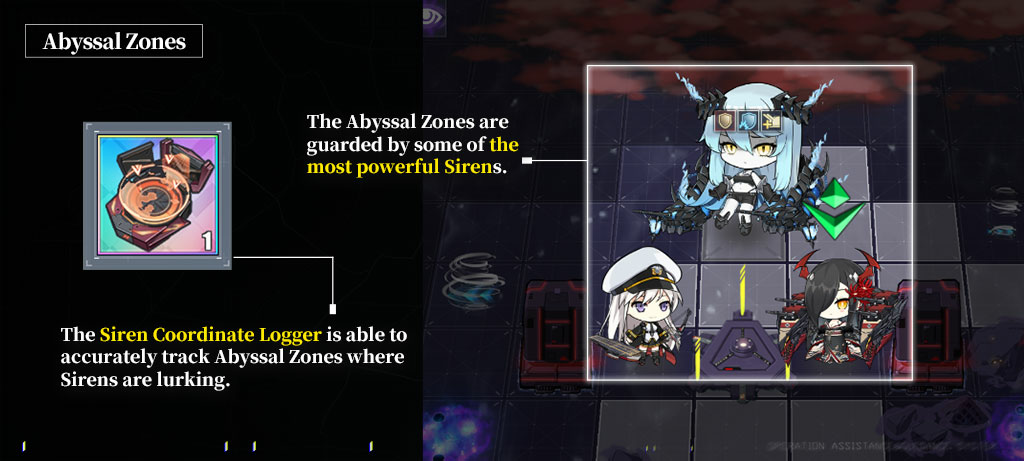 Abyssal Zones
The Abyssal Zones are
guarded by some of the
most powerful Sirens.
1
The Siren Coordinate Logger is able to
accurately track Abyssal Zones where
Sirens are lurking.